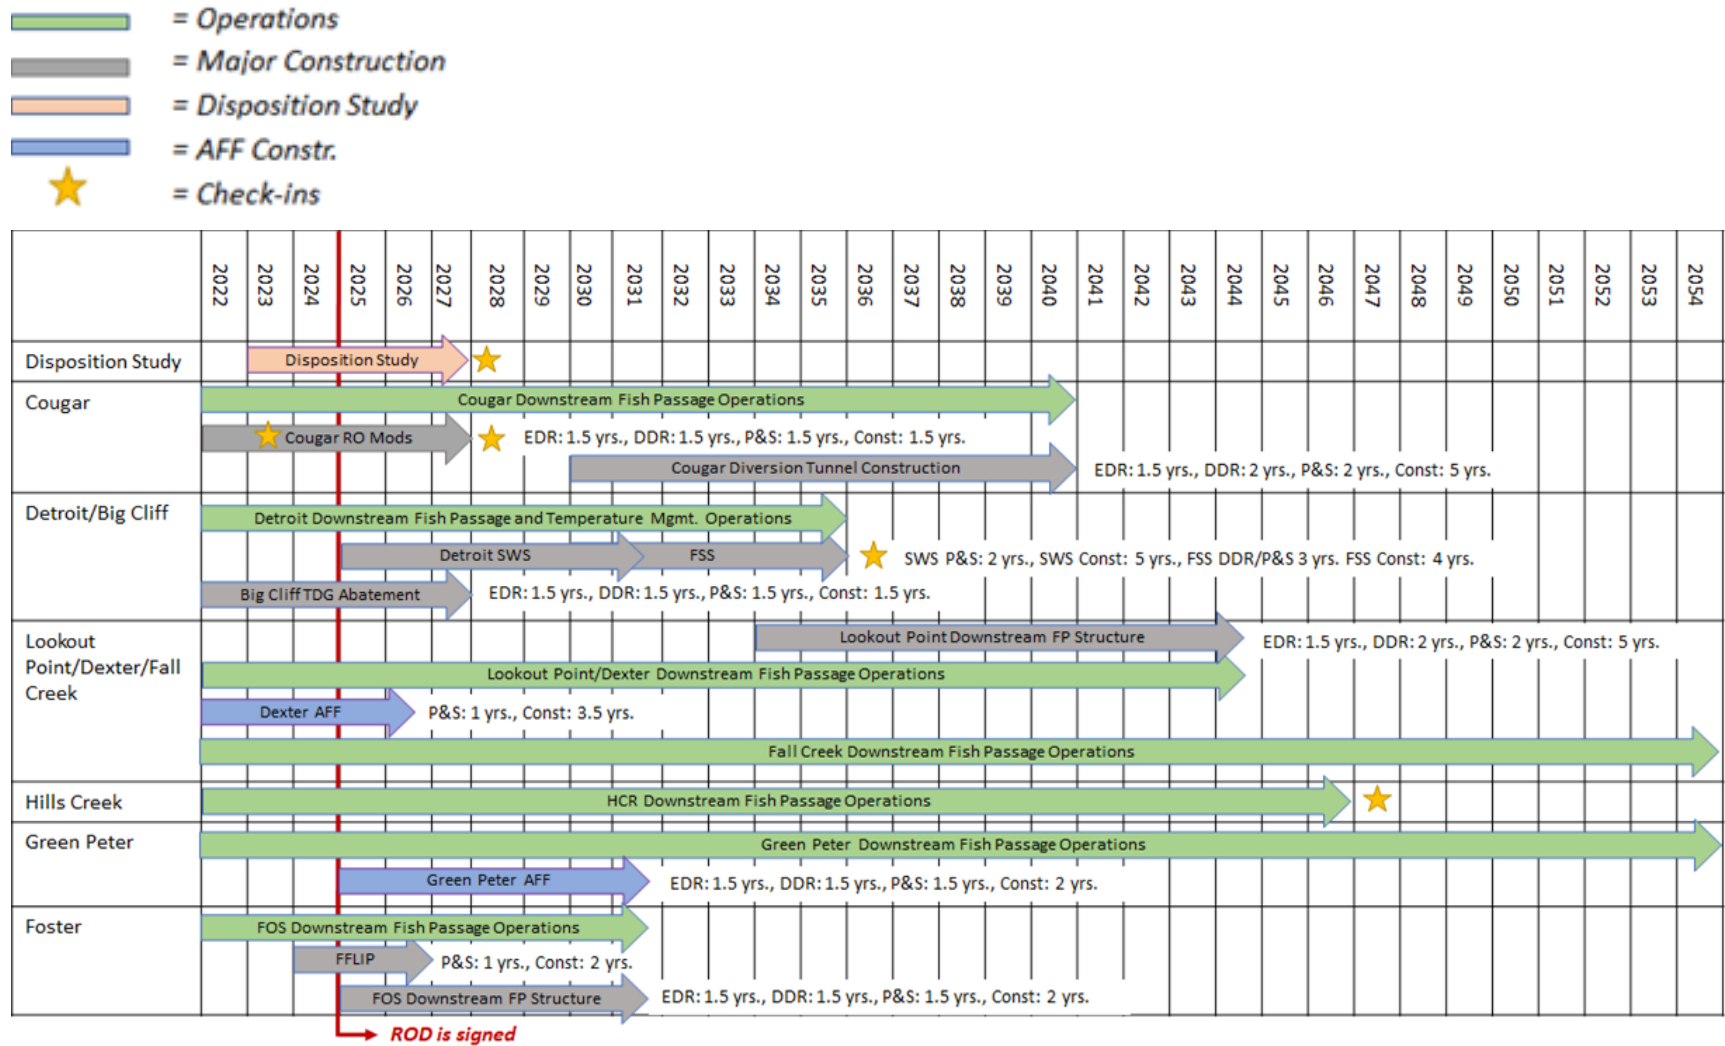 = Operations
= Major Construction
= Disposition Study
= AFF Constr.
= Check-ins
2022 2023 2024 2025 2026 2027 2028 2029 2030 2031 2032 2033 2034 2035 2036 2037 2038 2039 2040 2041 2042 2043 2044 2045 2046 2047 2048 2049 2050 2051 2052 2053 2054
Disposition Study
Disposition Study
Cougar
Cougar Downstream Fish Passage Operations
Cougar RO Mods
EDR: 1.5 yrs., DDR: 1.5 yrs., P&S: 1.5 yrs., Const: 1.5 yrs.
Cougar Diversion Tunnel Construction
EDR: 1.5 yrs., DDR: 2 yrs., P&S: 2 yrs., Const: 5 yrs.
Detroit/Big Cliff
Detroit Downstream Fish Passage and Temperature Mgmt. Operations
Detroit SWS
FSS
SWS P&S: 2 yrs., SWS Const: 5 yrs., FSS DDR/P&S 3 yrs. FSS Const: 4 yrs.
Big Cliff TDG Abatement
EDR: 1.5 yrs., DDR: 1.5 yrs., P&S: 1.5 yrs., Const: 1.5 yrs.
Lookout
Point/Dexter/Fall
Creek
Lookout Point Downstream FP Structure
EDR: 1.5 yrs., DDR: 2 yrs., P&S: 2 yrs., Const: 5 yrs.
Lookout Point/Dexter Downstream Fish Passage Operations
Dexter AFF
P&S: 1 yrs., Const: 3.5 yrs.
Fall Creek Downstream Fish Passage Operations
Hills Creek
HCR Downstream Fish Passage Operations
Green Peter
Green Peter Downstream Fish Passage Operations
Green Peter AFF
EDR: 1.5 yrs., DDR: 1.5 yrs., P&S: 1.5 yrs., Const: 2 yrs.
Foster
FOS Downstream Fish Passage Operations
FFLIP
P&S: 1 yrs., Const: 2 yrs.
FOS Downstream FP Structure
EDR: 1.5 yrs., DDR: 1.5 yrs., P&S: 1.5 yrs., Const: 2 yrs.
ROD is signed